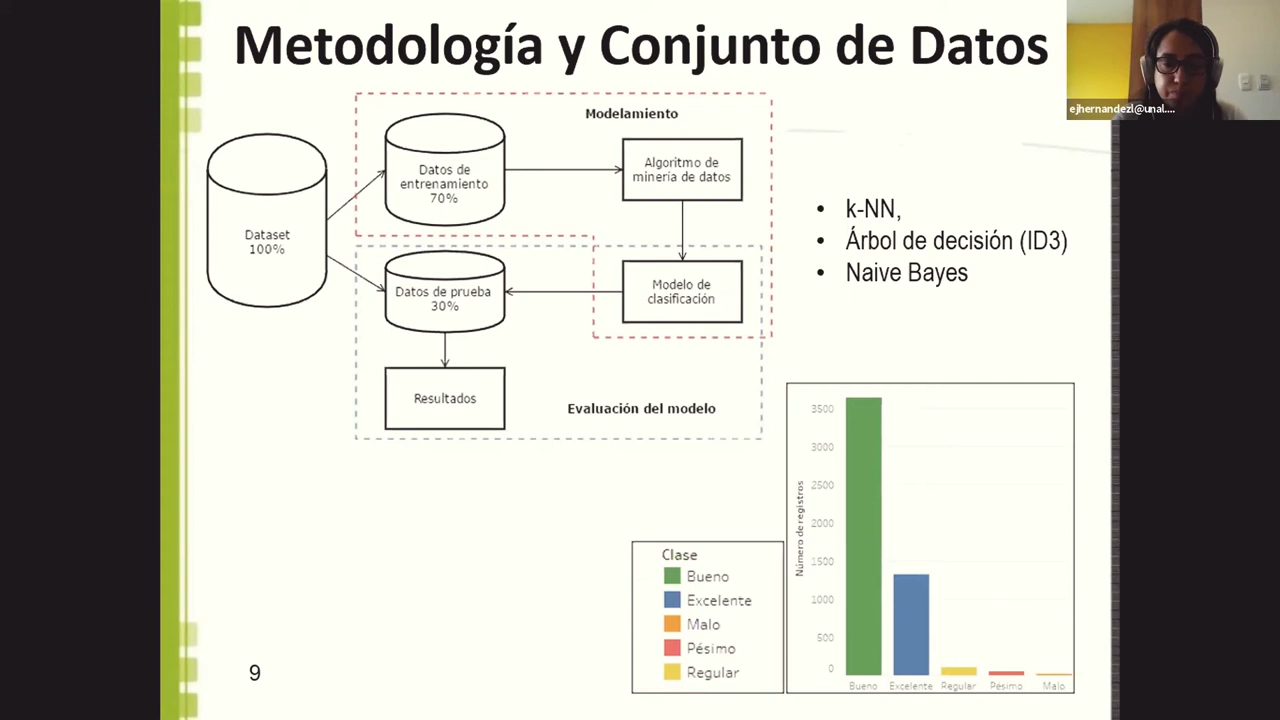 Metodología y Conjunto de Datos
ejhernandezl@unal....
Modelamiento
Dataset
100%
Datos de
entrenamiento
70%
Algoritmo de
minería de datos
Datos de prueba
30%
Modelo de
clasificación
Resultados
Evaluación del modelo
• k-NN,
• Árbol de decisión (ID3)
• Naive Bayes
Clase
Bueno
Excelente
Malo
Pésimo
Regular
Número de registros
3500
3000
2500
2000
1500
1000
500
0
Bueno Excelente Regular Pésimo Malo
9